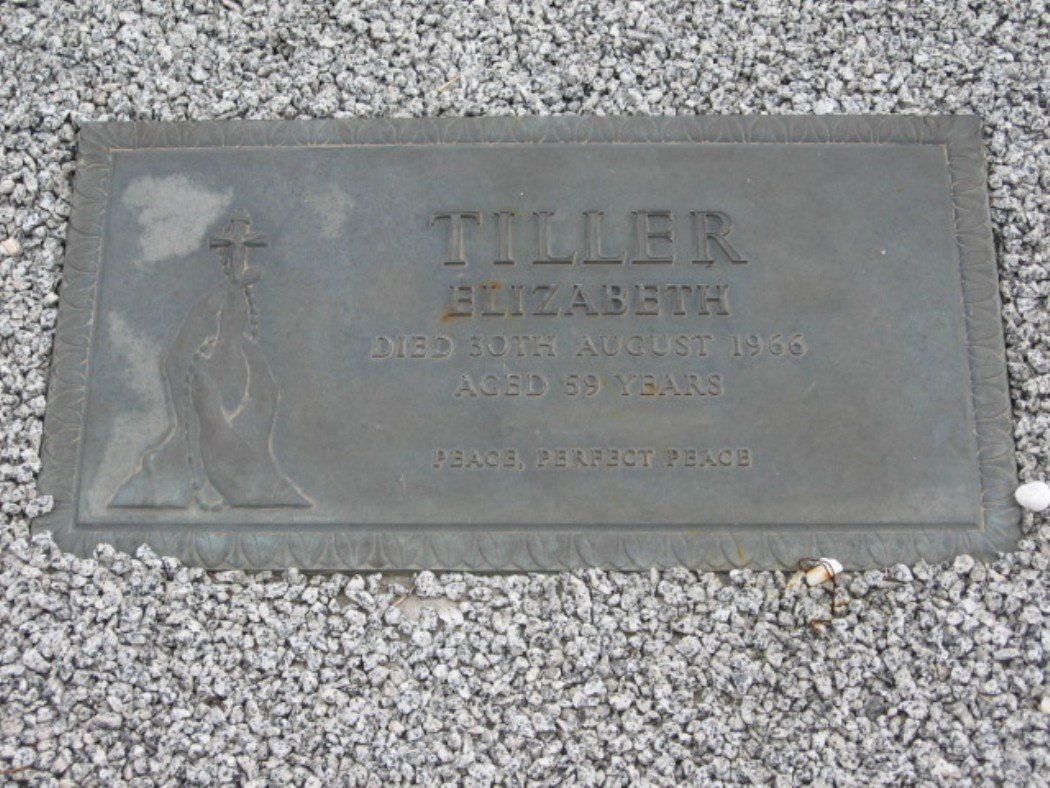 TILLER
ELIZABETH
DIED 30TH AUGUST 1966
AGED 59 YEARS
PEACE, PERFECT PEACE